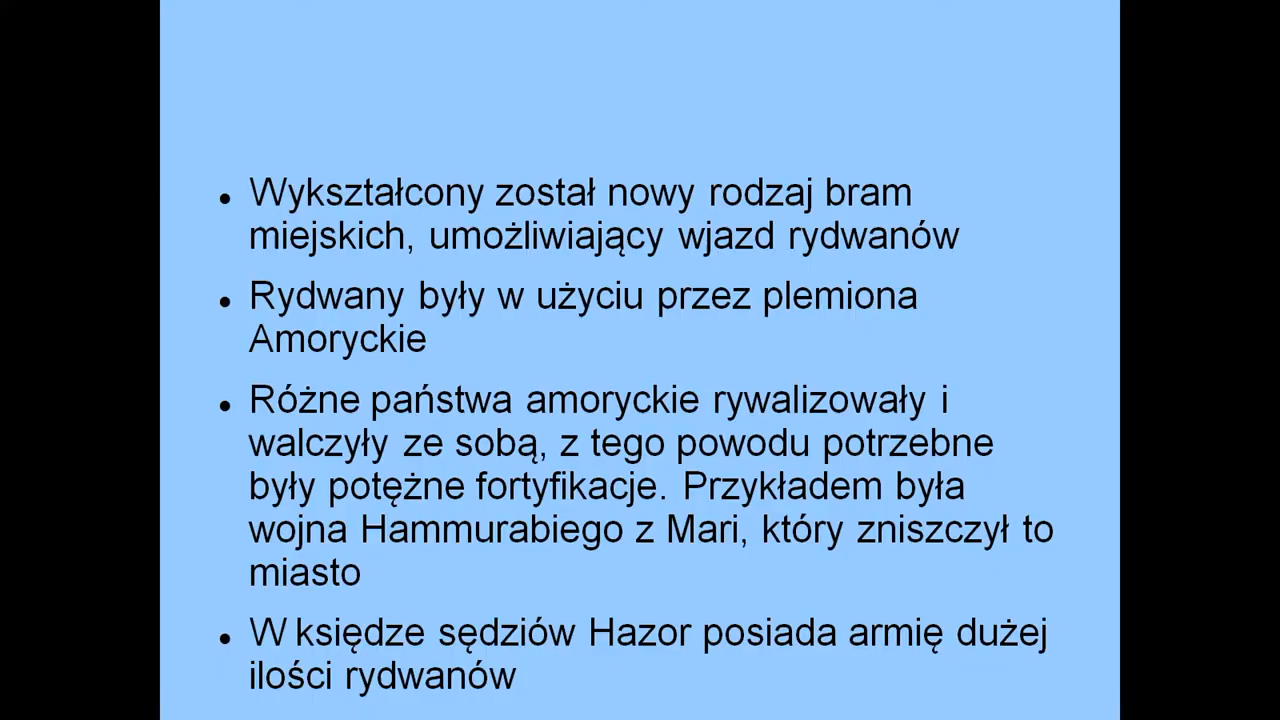 • Wykształcony został nowy rodzaj bram
miejskich, umożliwiający wjazd rydwanów
• Rydwany były w użyciu przez plemiona
Amoryckie
• Różne państwa amoryckie rywalizowały i
walczyły ze sobą, z tego powodu potrzebne
były potężne fortyfikacje. Przykładem była
wojna Hammurabiego z Mari, który zniszczył to
miasto
• W księdze sędziów Hazor posiada armię dużej
ilości rydwanów